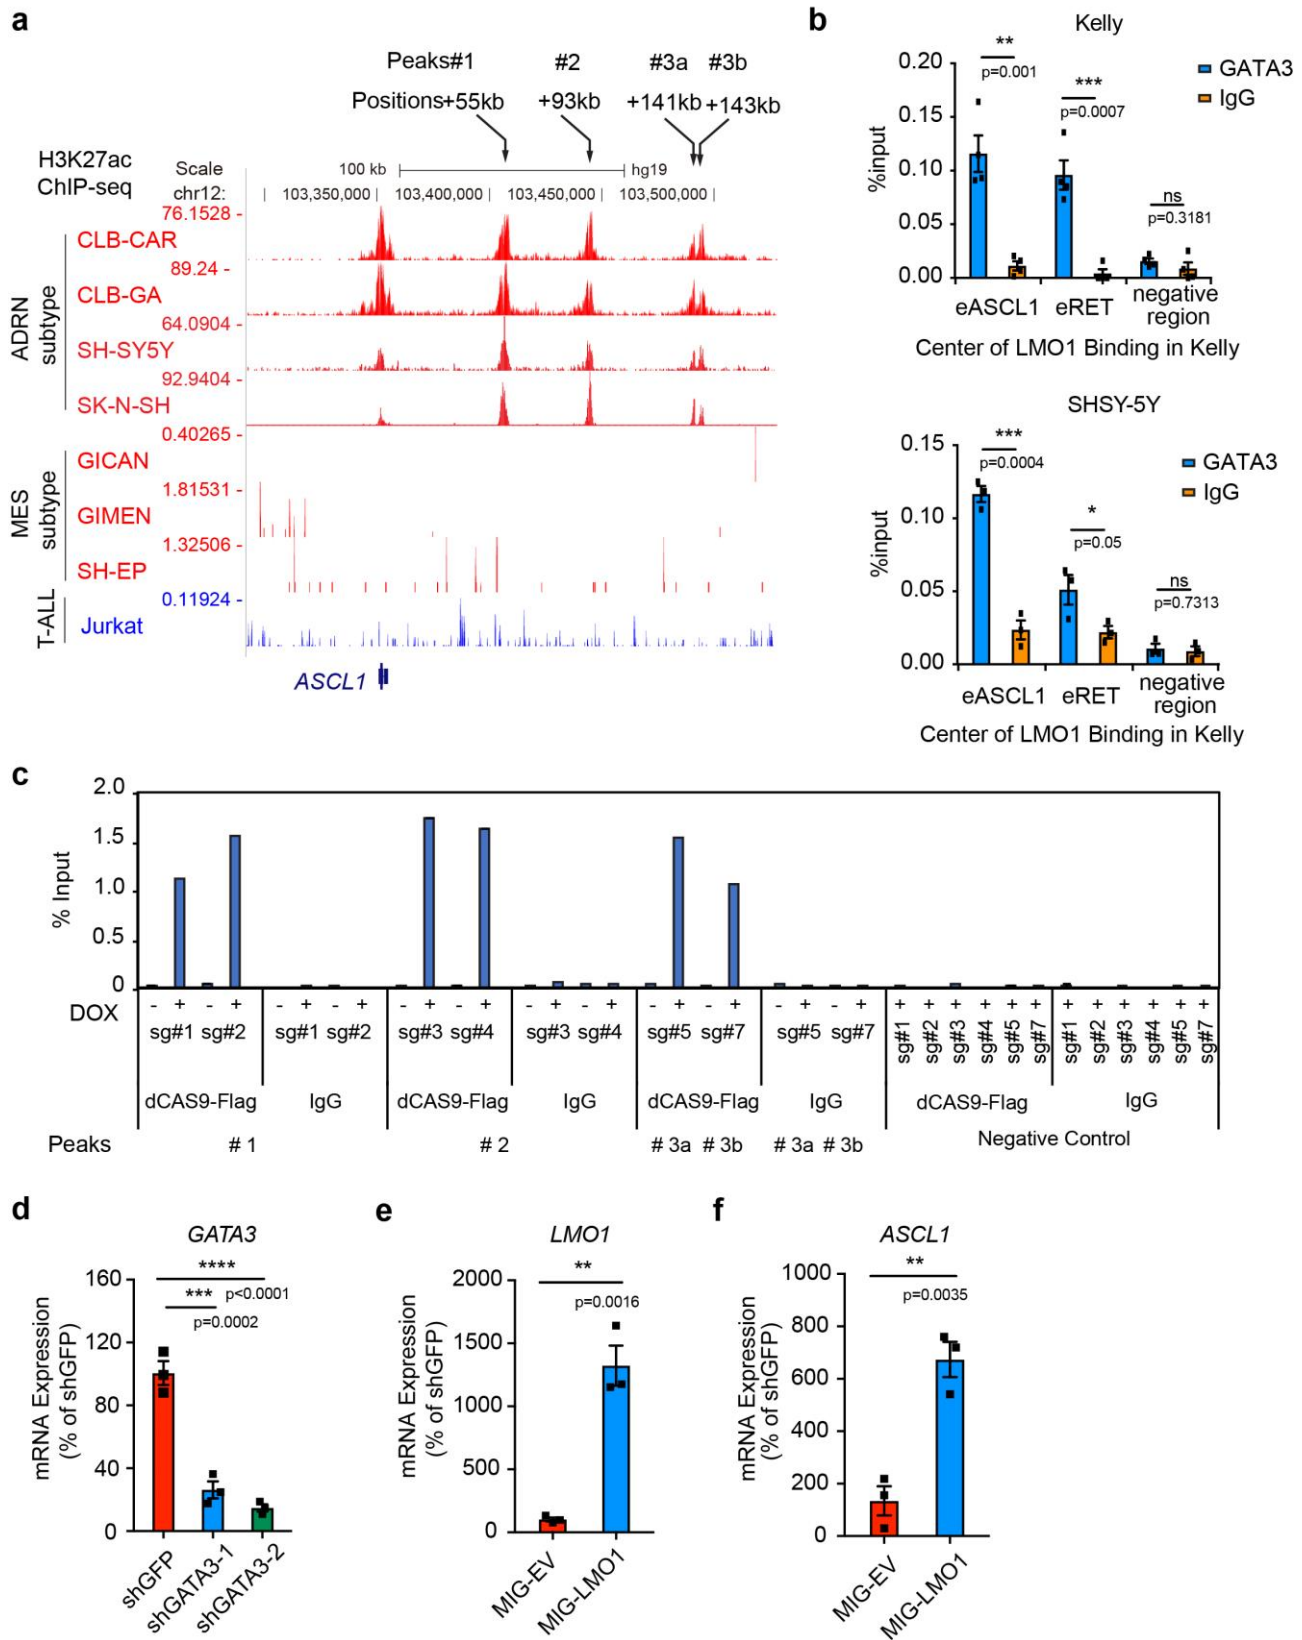 a
Peaks#1 #2 #3a #3b
Positions+55kb +93kb +141kb +143kb
H3K27ac
ChIP-seq
Scale 100 kb hg19
chr12: 103,350,000 103,400,000 103,450,000 103,500,000
ADRN
subtype
76.1528 -
CLB-CAR
89.24 -
CLB-GA
64.0904 -
SH-SY5Y
92.9404 -
SK-N-SH
MES
subtype
0.40265 -
GICAN
1.81531 -
GIMEN
1.32506 -
SH-EP
T-ALL
0.11924 -
Jurkat
ASCL1
b
Kelly
GATA3
IgG
%input
0.20
0.15
0.10
0.05
0.00
**
p=0.001
***
p=0.0007
ns
p=0.3181
eASCL1 eRET negative
region
Center of LMO1 Binding in Kelly
SHSY-5Y
GATA3
IgG
%input
0.15
0.10
0.05
0.00
***
p=0.0004
*
p=0.05
ns
p=0.7313
eASCL1 eRET negative
region
Center of LMO1 Binding in Kelly
c
% Input
2.0
1.5
1.0
0.5
0
DOX - + - + - + - + - + - + - + - + - + - + - + - + + + + + + + + + + + + +
sg#1 sg#2 sg#1 sg#2 sg#3 sg#4 sg#3 sg#4 sg#5 sg#7 sg#5 sg#7 sg#1 sg#2 sg#3 sg#4 sg#5 sg#7 sg#1 sg#2 sg#3 sg#4 sg#5 sg#7
dCAS9-Flag IgG dCAS9-Flag IgG dCAS9-Flag IgG dCAS9-Flag IgG
Peaks # 1 # 2 # 3a # 3b # 3a # 3b Negative Control
d
GATA3
mRNA Expression
(% of shGFP)
160
120
80
40
0
****
p<0.0001
***
p=0.0002
shGFP
shGATA3-1
shGATA3-2
e
LMO1
mRNA Expression
(% of shGFP)
2000
1500
1000
500
0
**
p=0.0016
MIG-EV
MIG-LMO1
f
ASCL1
mRNA Expression
(% of shGFP)
1000
800
600
400
200
0
**
p=0.0035
MIG-EV
MIG-LMO1